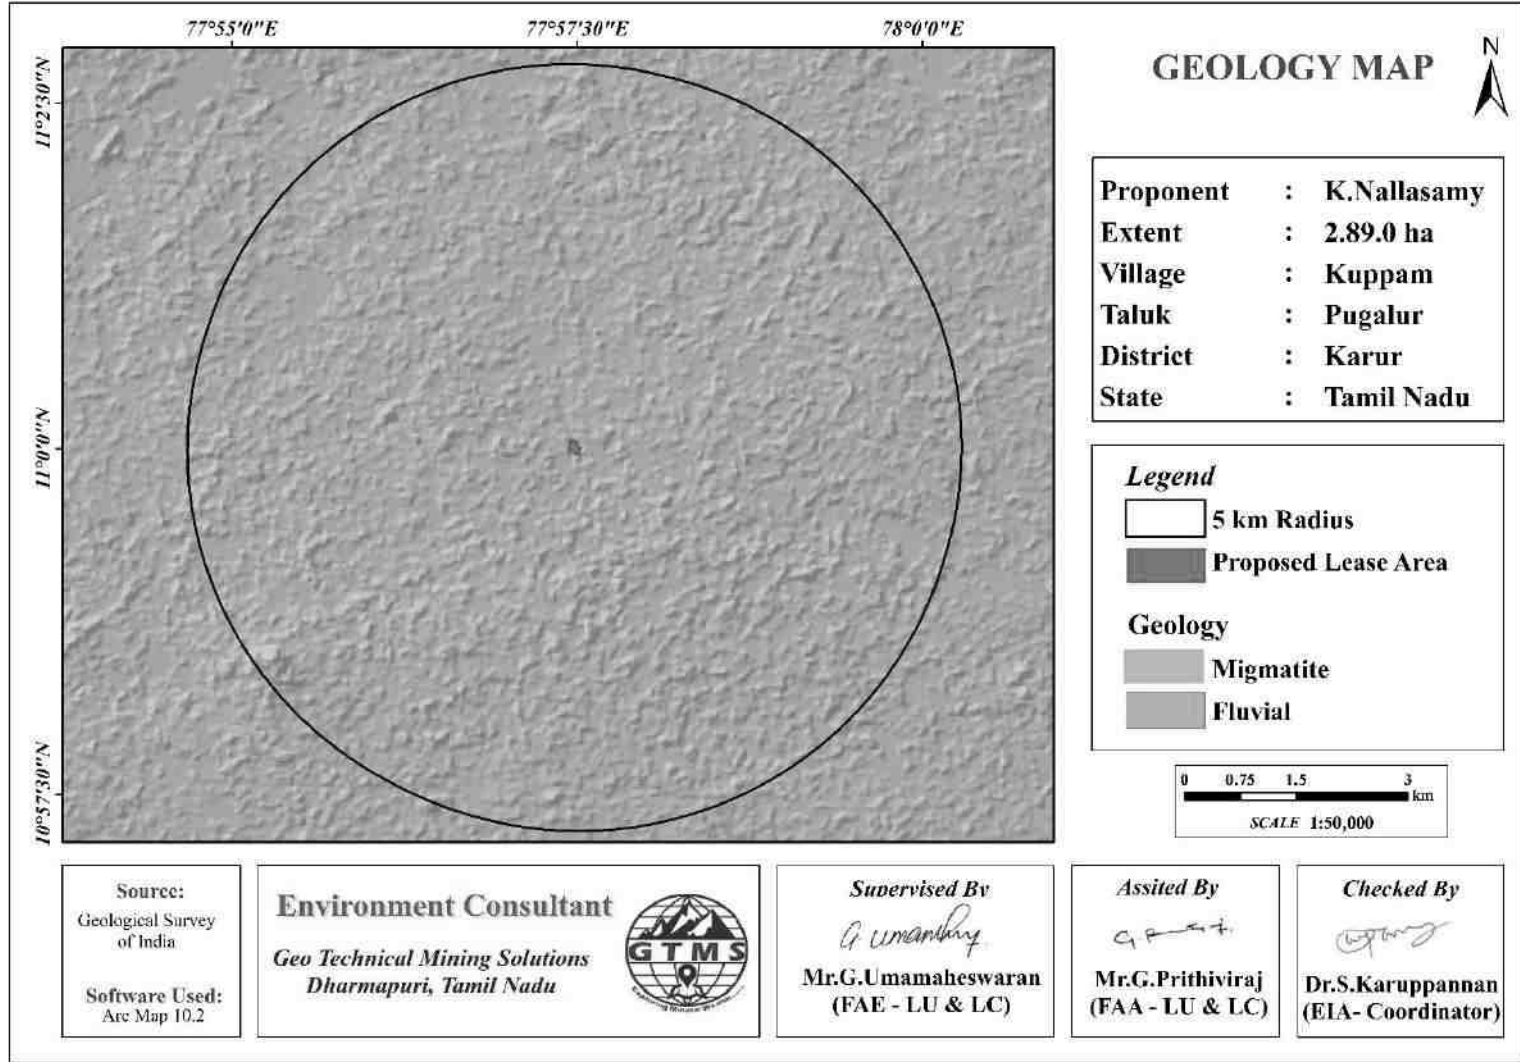 77°55'0"E
77°57'30"E
78°0'0"E
11°2'30"N
11°0'0"N
10°57'30"N
GEOLOGY MAP
N
Proponent : K.Nallasamy
Extent : 2.89.0 ha
Village : Kuppam
Taluk : Pugalur
District : Karur
State : Tamil Nadu
Legend
5 km Radius
Proposed Lease Area
Geology
Migmatite
Fluvial
0 0.75 1.5 3
km
SCALE 1:50,000
Source:
Geological Survey
of India
Software Used:
Arc Map 10.2
Environment Consultant
Geo Technical Mining Solutions
Dharmapuri, Tamil Nadu
GTMS
Supervised By
Mr.G.Umamaheswaran
(FAE - LU & LC)
Assited By
Mr.G.Prithiviraj
(FAA - LU & LC)
Checked By
Dr.S.Karuppannan
(EIA- Coordinator)